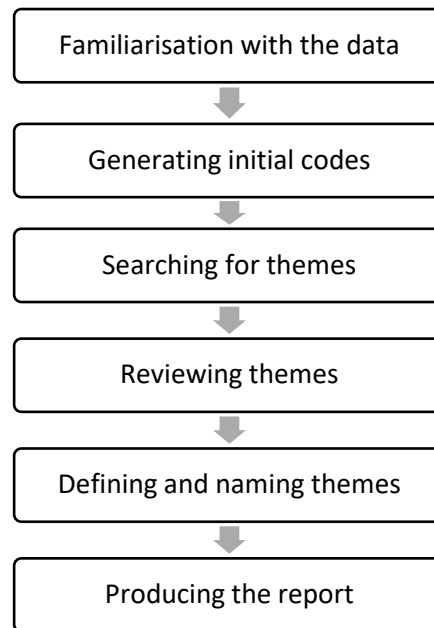 Familiarisation with the data
Generating initial codes
Searching for themes
Reviewing themes
Defining and naming themes
Producing the report